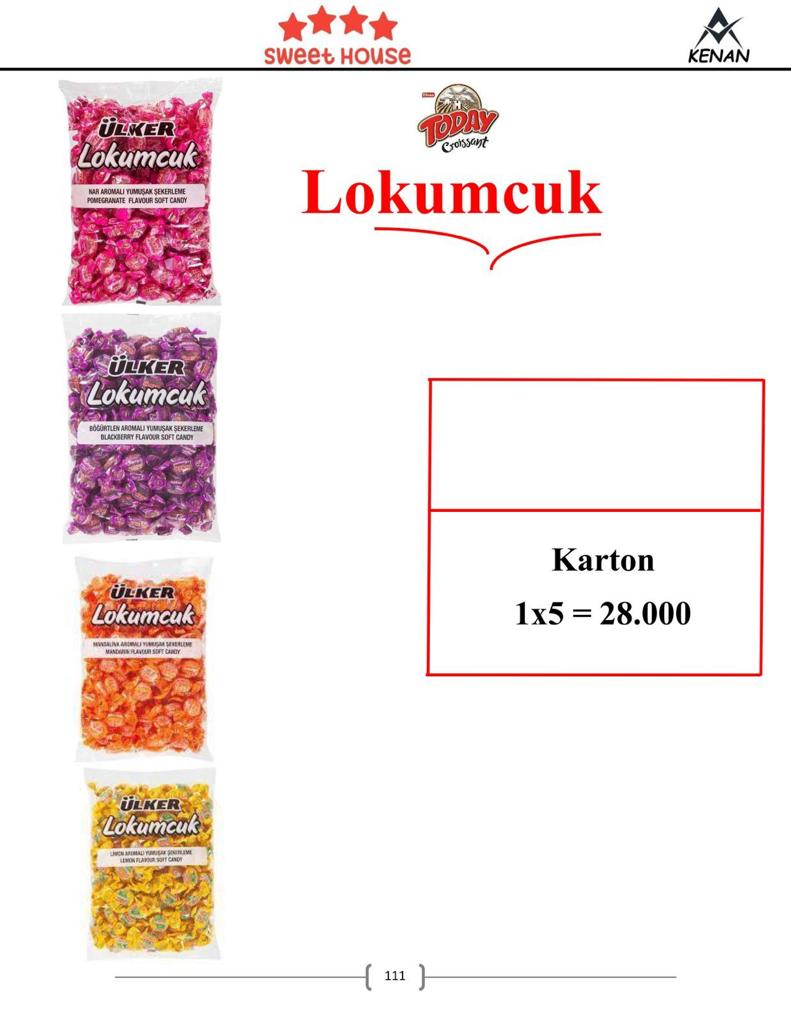 SWEET HOUSE
KENAN
TODAY
Croissant
Lokumcuk
ÜLKER
Lokumcuk
NAR AROMALI YUMUŞAK ŞEKERLEME
POMEGRANATE FLAVOUR SOFT CANDY
ÜLKER
Lokumcuk
BÖĞÜRTLEN AROMALI YUMUŞAK ŞEKERLEME
BLACKBERRY FLAVOUR SOFT CANDY
Karton
1x5 = 28.000
ÜLKER
Lokumcuk
MANDALİNA AROMALI YUMUŞAK ŞEKERLEME
MANDARIN FLAVOUR SOFT CANDY
ÜLKER
Lokumcuk
LİMON AROMALI YUMUŞAK ŞEKERLEME
LEMON FLAVOUR SOFT CANDY
111